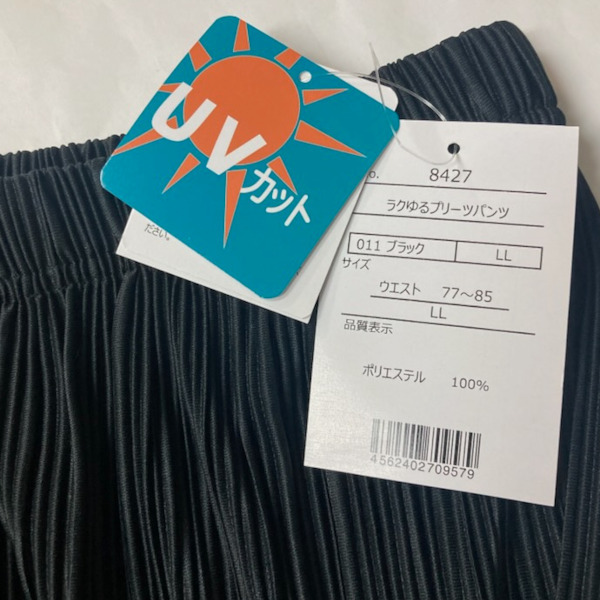 UVカット
ださい。
o. 8427
ラクゆるプリーツパンツ
011 ブラック LL
サイズ
ウエスト 77～85
LL
品質表示
ポリエステル 100%
4562402709579